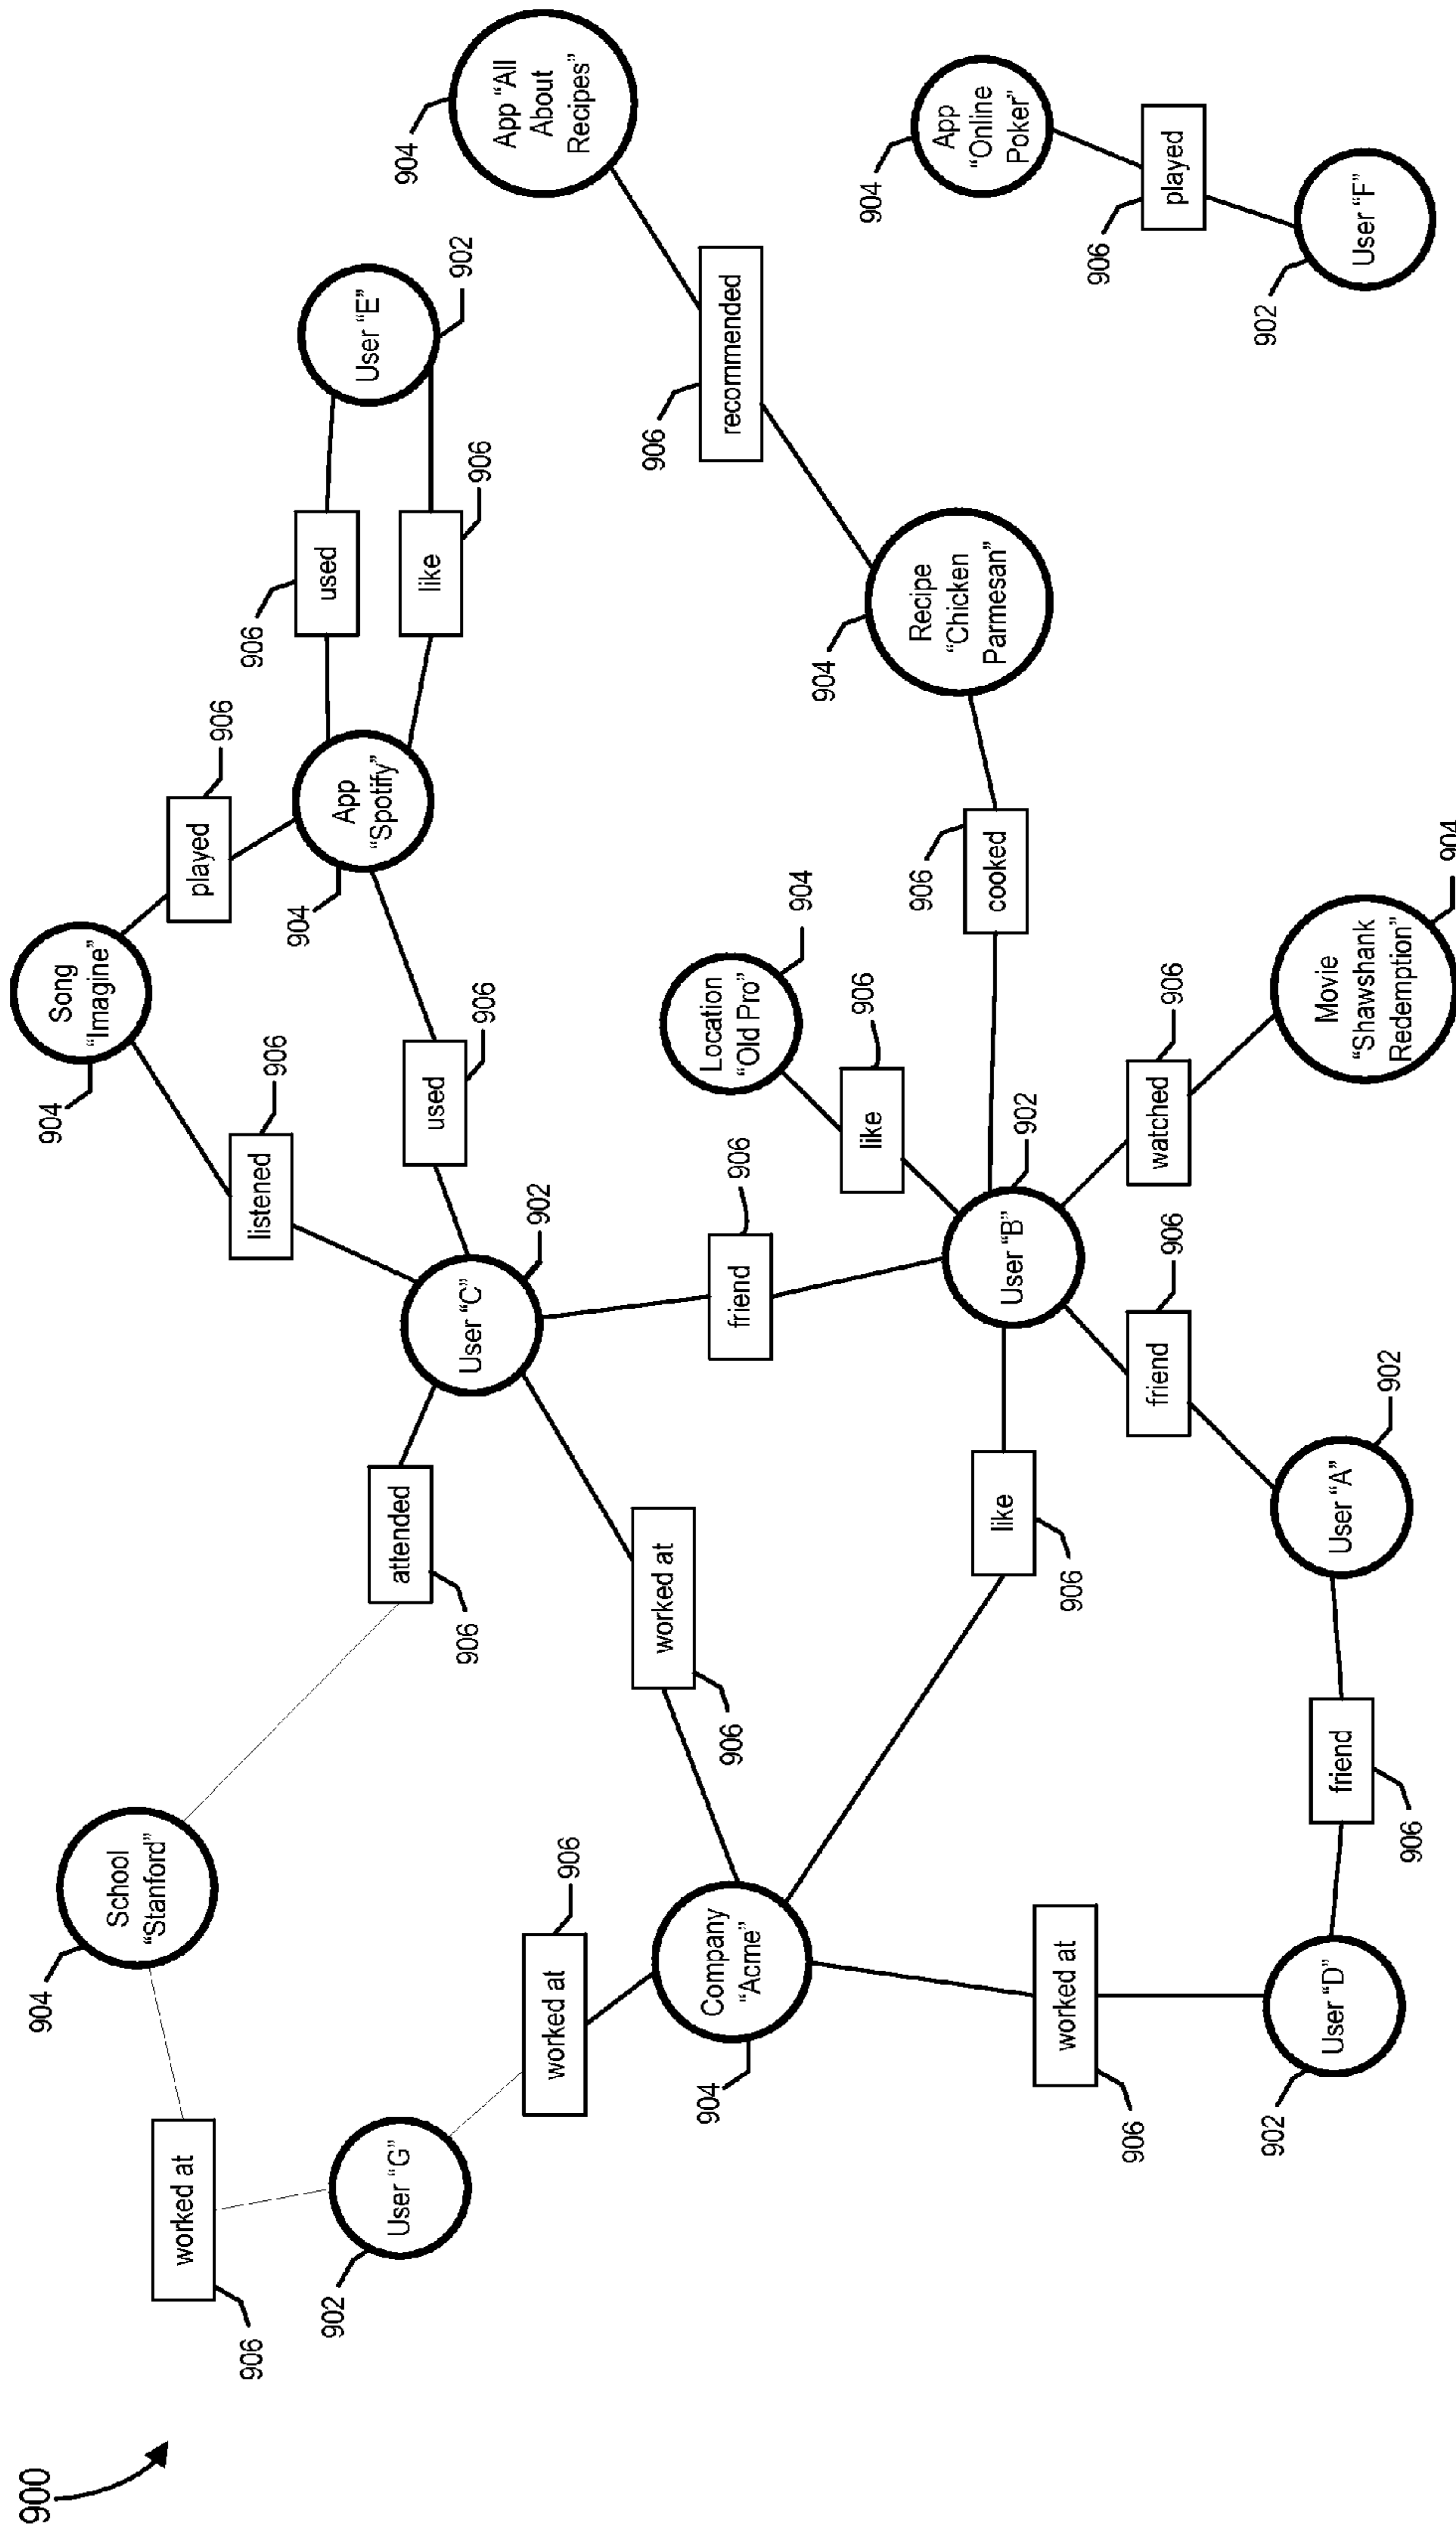 900
904
School
“Stanford”
worked at
906
904
Song
“Imagine”
played
906
listened
906
User “G”
902
attended
906
User “C”
902
used
906
App
“Spotify”
904
used
906
like
906
User “E”
902
904
App “All
About
Recipes”
worked at
906
worked at
906
Company
“Acme”
904
friend
906
Location
“Old Pro”
904
like
906
recommended
906
904
Recipe
“Chicken
Parmesan”
906
cooked
904
App
“Online
Poker”
like
906
User “B”
902
worked at
906
friend
906
watched
906
906
played
User “D”
902
friend
906
User “A”
902
Movie
“Shawshank
Redemption”
904
User “F”
902